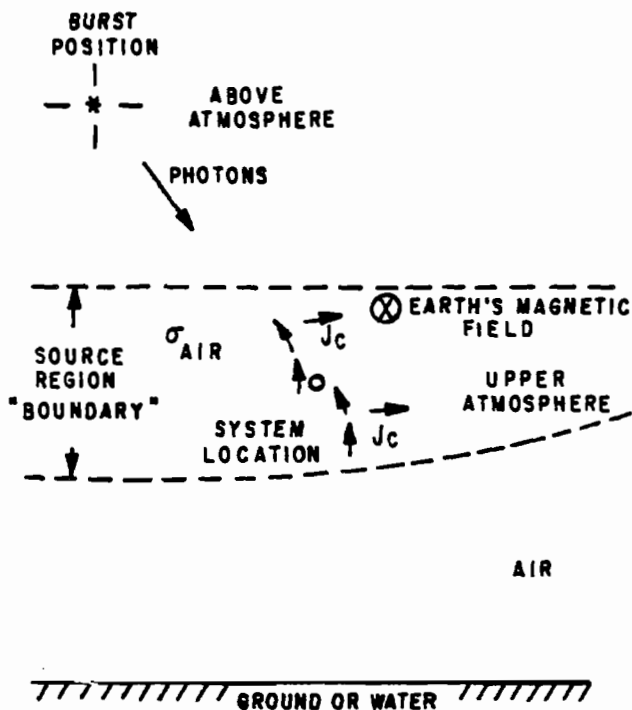 BURST
POSITION
ABOVE
ATMOSPHERE
PHOTONS
EARTH'S MAGNETIC
FIELD
σAIR
JC
SOURCE
REGION
"BOUNDARY"
UPPER
ATMOSPHERE
SYSTEM
LOCATION
JC
AIR
GROUND OR WATER